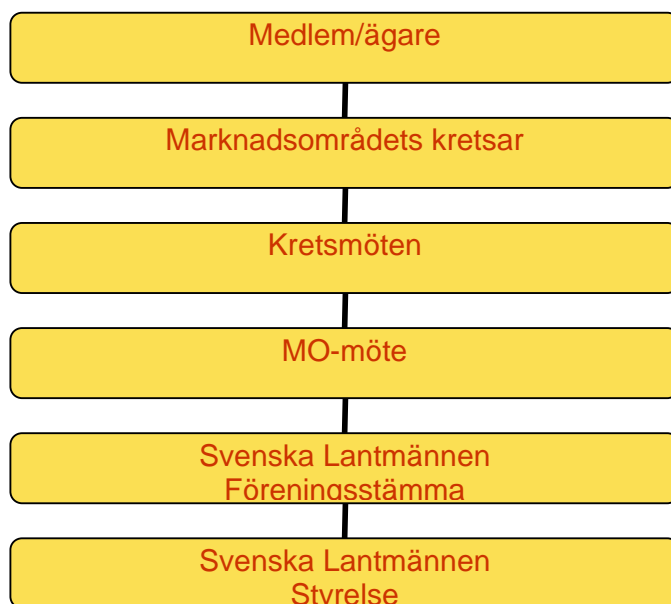 Medlem/ägare
Marknadsområdets kretsar
Kretsmöten
MO-möte
Svenska Lantmännen
Föreningsstämma
Svenska Lantmännen
Styrelse